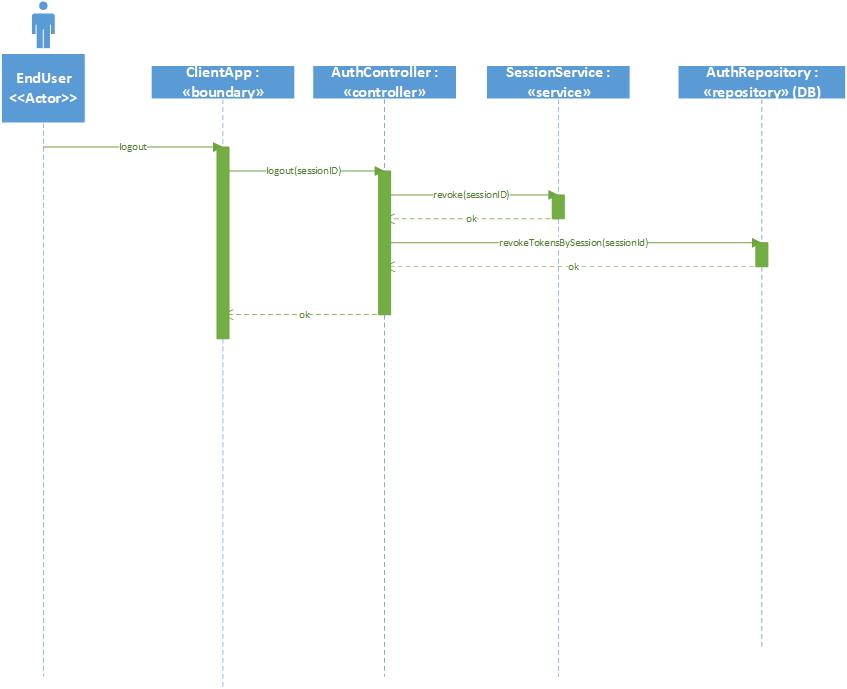 EndUser
<<Actor>>
ClientApp :
«boundary»
AuthController :
«controller»
SessionService :
«service»
AuthRepository :
«repository» (DB)
logout
logout(sessionID)
revoke(sessionID)
ok
revokeTokensBySession(sessionId)
ok
ok